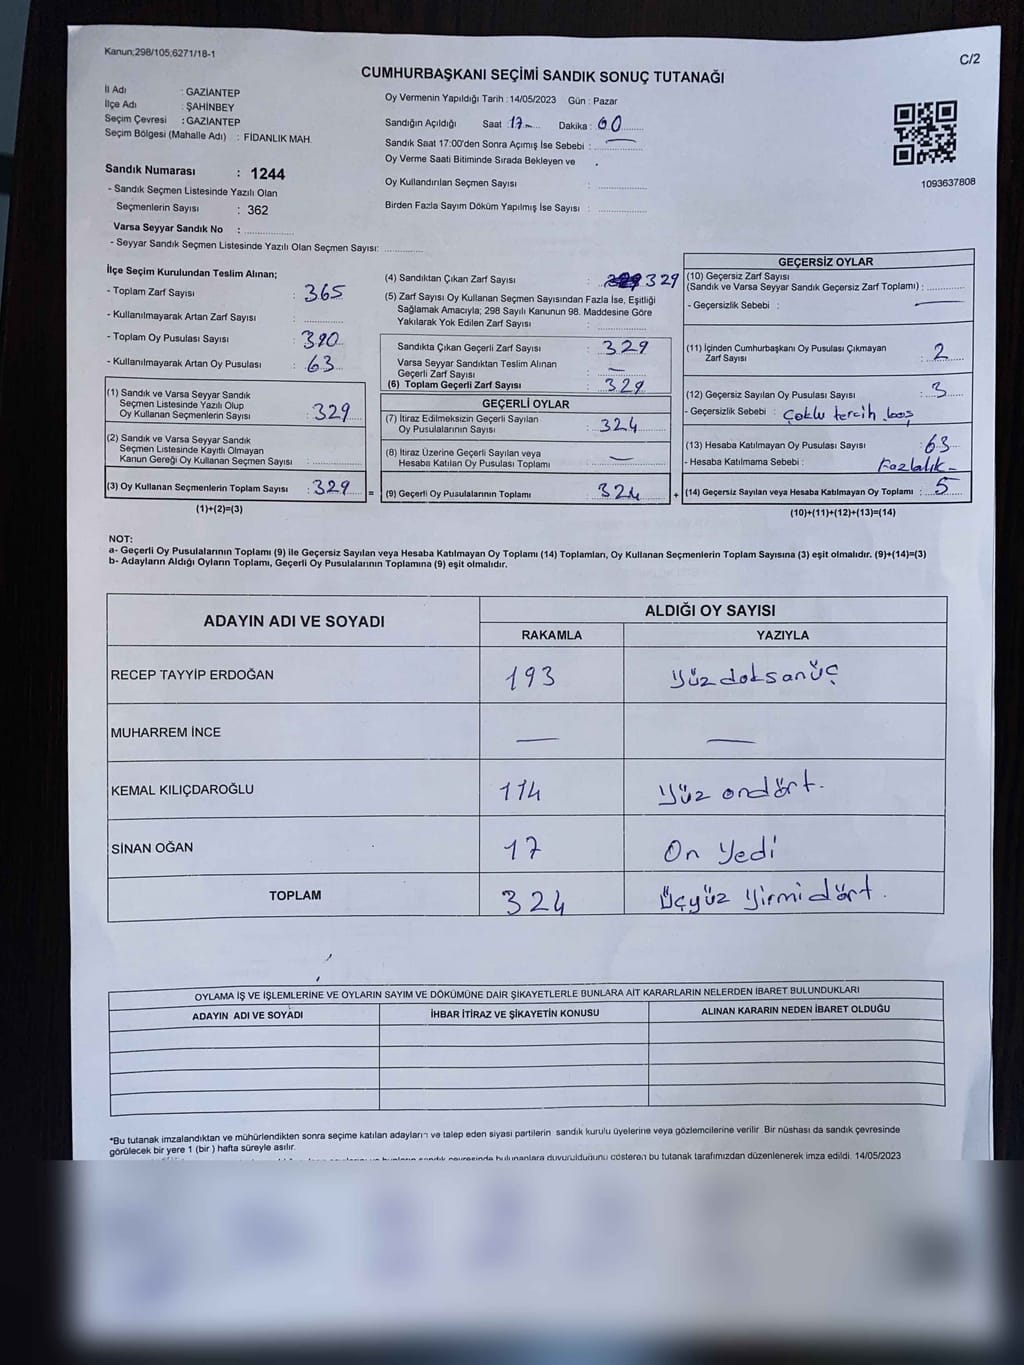 Kanun;298/105;6271/18-1
C/2
CUMHURBAŞKANI SEÇİMİ SANDIK SONUÇ TUTANAĞI
İl Adı : GAZİANTEP
İlçe Adı : ŞAHİNBEY
Seçim Çevresi : GAZİANTEP
Seçim Bölgesi (Mahalle Adı) : FİDANLIK MAH.
Sandık Numarası : 1244
- Sandık Seçmen Listesinde Yazılı Olan
Seçmenlerin Sayısı : 362
Varsa Seyyar Sandık No : ..............
- Seyyar Sandık Seçmen Listesinde Yazılı Olan Seçmen Sayısı: ............
Oy Vermenin Yapıldığı Tarih : 14/05/2023 Gün : Pazar
Sandığın Açıldığı Saat : 17 Dakika : 00
Sandık Saat 17:00'den Sonra Açımış İse Sebebi : —
Oy Verme Saati Bitiminde Sırada Bekleyen ve
Oy Kullandırılan Seçmen Sayısı : ..............
Birden Fazla Sayım Döküm Yapılmış İse Sayısı : ..............
1093637808
İlçe Seçim Kurulundan Teslim Alınan;
- Toplam Zarf Sayısı : 365
- Kullanılmayarak Artan Zarf Sayısı : ............
- Toplam Oy Pusulası Sayısı : 390
- Kullanılmayarak Artan Oy Pusulası : 63
(1) Sandık ve Varsa Seyyar Sandık
Seçmen Listesinde Yazılı Olup
Oy Kullanan Seçmenlerin Sayısı : 329
(2) Sandık ve Varsa Seyyar Sandık
Seçmen Listesinde Kayıtlı Olmayan
Kanun Gereği Oy Kullanan Seçmen Sayısı : ............
(3) Oy Kullanan Seçmenlerin Toplam Sayısı : 329 =
(1)+(2)=(3)
(4) Sandıktan Çıkan Zarf Sayısı : 329
(5) Zarf Sayısı Oy Kullanan Seçmen Sayısından Fazla İse, Eşitliği
Sağlamak Amacıyla; 298 Sayılı Kanunun 98. Maddesine Göre
Yakılarak Yok Edilen Zarf Sayısı : ..............
Sandıkta Çıkan Geçerli Zarf Sayısı : 329
Varsa Seyyar Sandıktan Teslim Alınan
Geçerli Zarf Sayısı : —
(6) Toplam Geçerli Zarf Sayısı : 329
GEÇERLİ OYLAR
(7) İtiraz Edilmeksizin Geçerli Sayılan
Oy Pusulalarının Sayısı : 324
(8) İtiraz Üzerine Geçerli Sayılan veya
Hesaba Katılan Oy Pusulası Toplamı : —
(9) Geçerli Oy Pusulalarının Toplamı : 324 +
GEÇERSİZ OYLAR
(10) Geçersiz Zarf Sayısı
(Sandık ve Varsa Seyyar Sandık Geçersiz Zarf Toplamı) : ............
- Geçersizlik Sebebi : —
(11) İçinden Cumhurbaşkanı Oy Pusulası Çıkmayan
Zarf Sayısı : 2
(12) Geçersiz Sayılan Oy Pusulası Sayısı : 3
- Geçersizlik Sebebi : Çoklu tercih boş
(13) Hesaba Katılmayan Oy Pusulası Sayısı : 63
- Hesaba Katılmama Sebebi : Fazlalık -
(14) Geçersiz Sayılan veya Hesaba Katılmayan Oy Toplamı : 5
(10)+(11)+(12)+(13)=(14)
NOT:
a- Geçerli Oy Pusulalarının Toplamı (9) ile Geçersiz Sayılan veya Hesaba Katılmayan Oy Toplamı (14) Toplamları, Oy Kullanan Seçmenlerin Toplam Sayısına (3) eşit olmalıdır. (9)+(14)=(3)
b- Adayların Aldığı Oyların Toplamı, Geçerli Oy Pusulalarının Toplamına (9) eşit olmalıdır.
ADAYIN ADI VE SOYADI ALDIĞI OY SAYISI
RAKAMLA YAZIYLA
RECEP TAYYİP ERDOĞAN 193 Yüzdoksanüç
MUHARREM İNCE — —
KEMAL KILIÇDAROĞLU 114 Yüz ondört.
SİNAN OĞAN 17 On Yedi
TOPLAM 324 Üçyüz Yirmidört.
OYLAMA İŞ VE İŞLEMLERİNE VE OYLARIN SAYIM VE DÖKÜMÜNE DAİR ŞİKAYETLERLE BUNLARA AİT KARARLARIN NELERDEN İBARET BULUNDUKLARI
ADAYIN ADI VE SOYADI İHBAR İTİRAZ VE ŞİKAYETİN KONUSU ALINAN KARARIN NEDEN İBARET OLDUĞU
*Bu tutanak imzalandıktan ve mühürlendikten sonra seçime katılan adayların ve talep eden siyasi partilerin sandık kurulu üyelerine veya gözlemcilerine verilir. Bir nüshası da sandık çevresinde
görülecek bir yere 1 (bir ) hafta süreyle asılır.
bulunanlara duyurulduğunu gösteren bu tutanak tarafımızdan düzenlenerek imza edildi. 14/05/2023